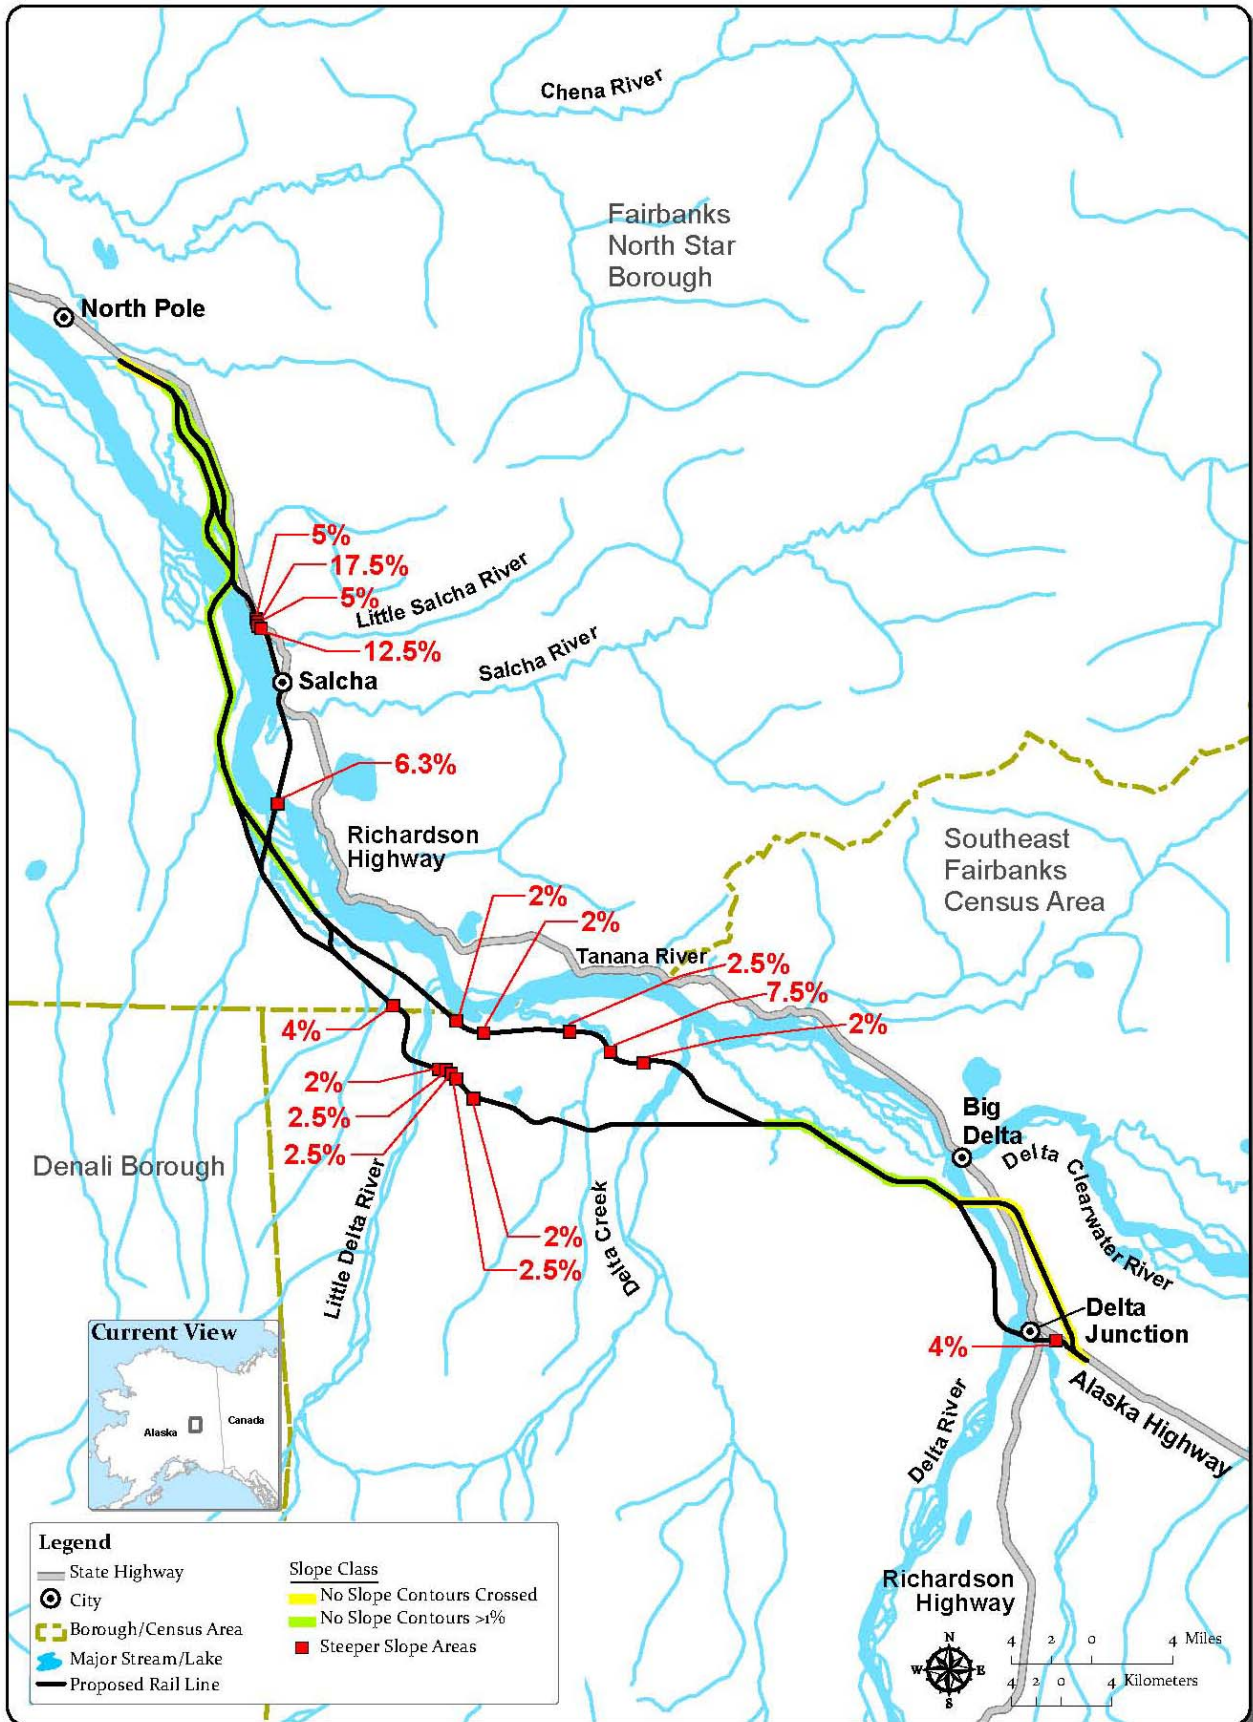 Chena River
Fairbanks
North Star
Borough
North Pole
5%
17.5%
5%
Little Salcha River
12.5%
Salcha River
Salcha
6.3%
Richardson
Highway
Southeast
Fairbanks
Census Area
2%
2%
Tanana River
2.5%
7.5%
2%
4%
2%
2.5%
2.5%
Big
Delta
Delta Clearwater River
Denali Borough
Little Delta River
Delta Creek
2%
2.5%
Delta
Junction
4%
Alaska Highway
Delta River
Current View
Alaska
Canada
Richardson
Highway
Legend
State Highway
City
Borough/Census Area
Major Stream/Lake
Proposed Rail Line
Slope Class
No Slope Contours Crossed
No Slope Contours >1%
Steeper Slope Areas
N
W
E
S
4 2 0 4 Miles
4 2 0 4 Kilometers